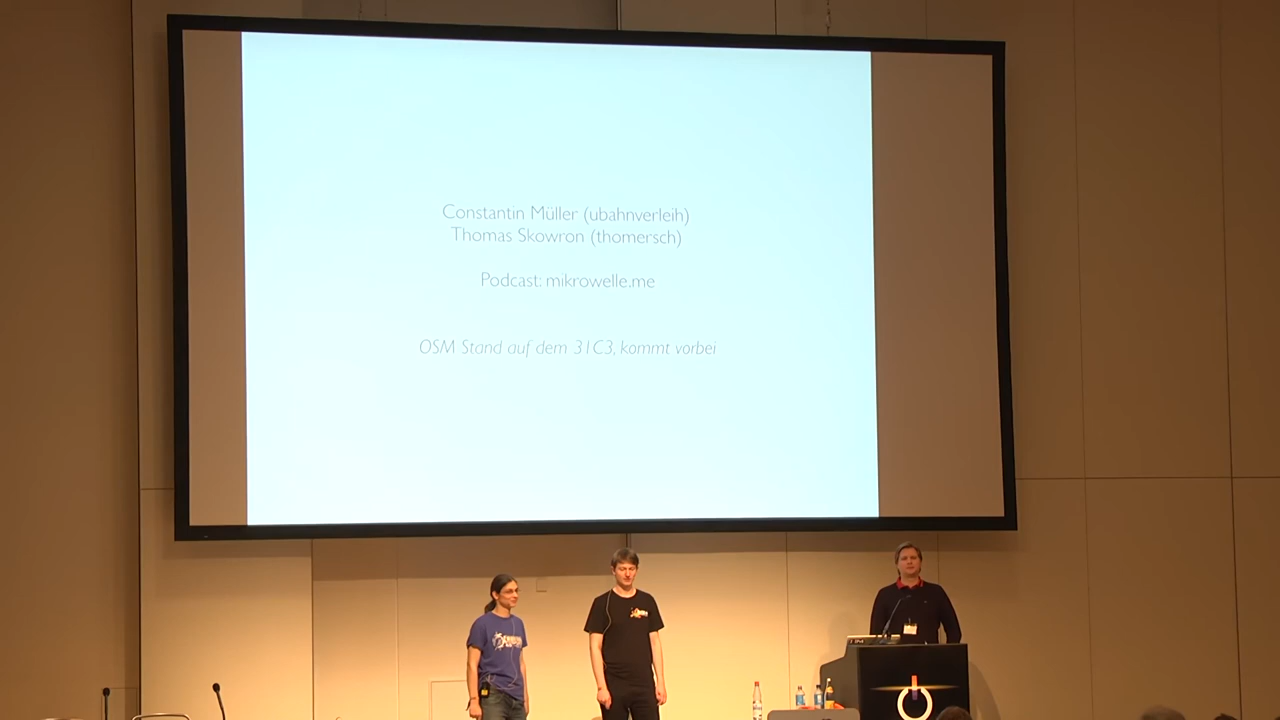 Constantin Müller (ubahnverleih)
Thomas Skowron (thomersch)
Podcast: mikrowelle.me
OSM Stand auf dem 31C3, kommt vorbei